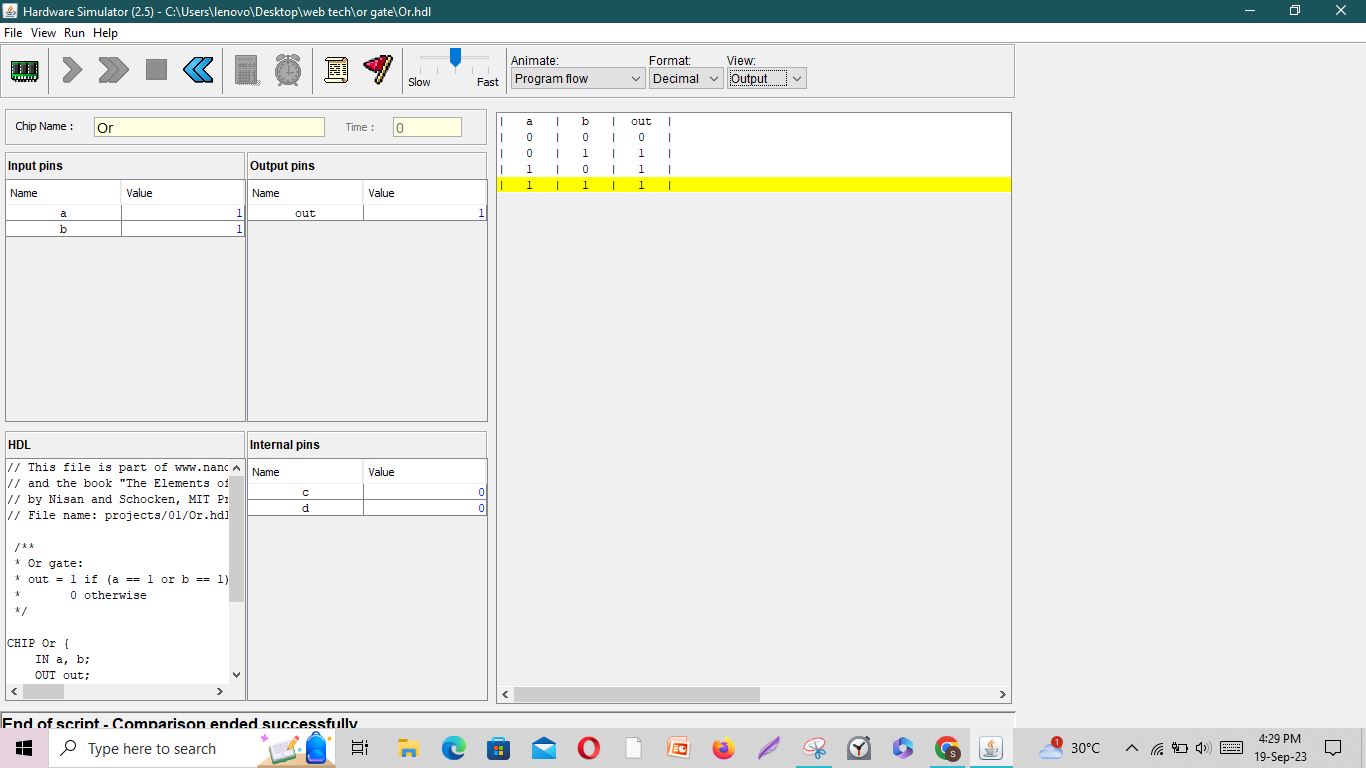 Hardware Simulator (2.5) - C:\Users\lenovo\Desktop\web tech\or gate\Or.hdl
File View Run Help
Slow Fast
Animate: Format: View:
Program flow Decimal Output
Chip Name : Or Time : 0
Input pins
Name Value
a 1
b 1
Output pins
Name Value
out 1
| a | b | out |
| 0 | 0 | 0 |
| 0 | 1 | 1 |
| 1 | 0 | 1 |
| 1 | 1 | 1 |
HDL
// This file is part of www.nand
// and the book "The Elements of
// by Nisan and Schocken, MIT Pr
// File name: projects/01/Or.hdl
/**
* Or gate:
* out = 1 if (a == 1 or b == 1)
* 0 otherwise
*/
CHIP Or {
IN a, b;
OUT out;
Internal pins
Name Value
c 0
d 0
End of script - Comparison ended successfully
Type here to search
S
1
30°C
4:29 PM
19-Sep-23